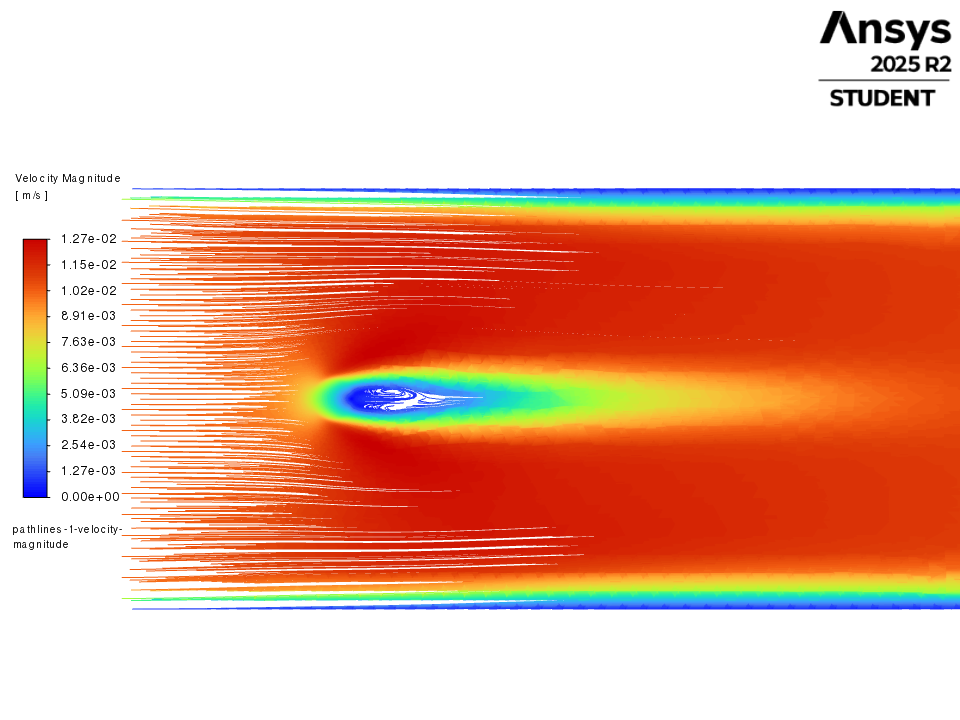 Ansys
2025 R2
STUDENT
Velocity Magnitude
[ m/s ]
1.27e-02
1.15e-02
1.02e-02
8.91e-03
7.63e-03
6.36e-03
5.09e-03
3.82e-03
2.54e-03
1.27e-03
0.00e+00
pathlines-1-velocity-
magnitude